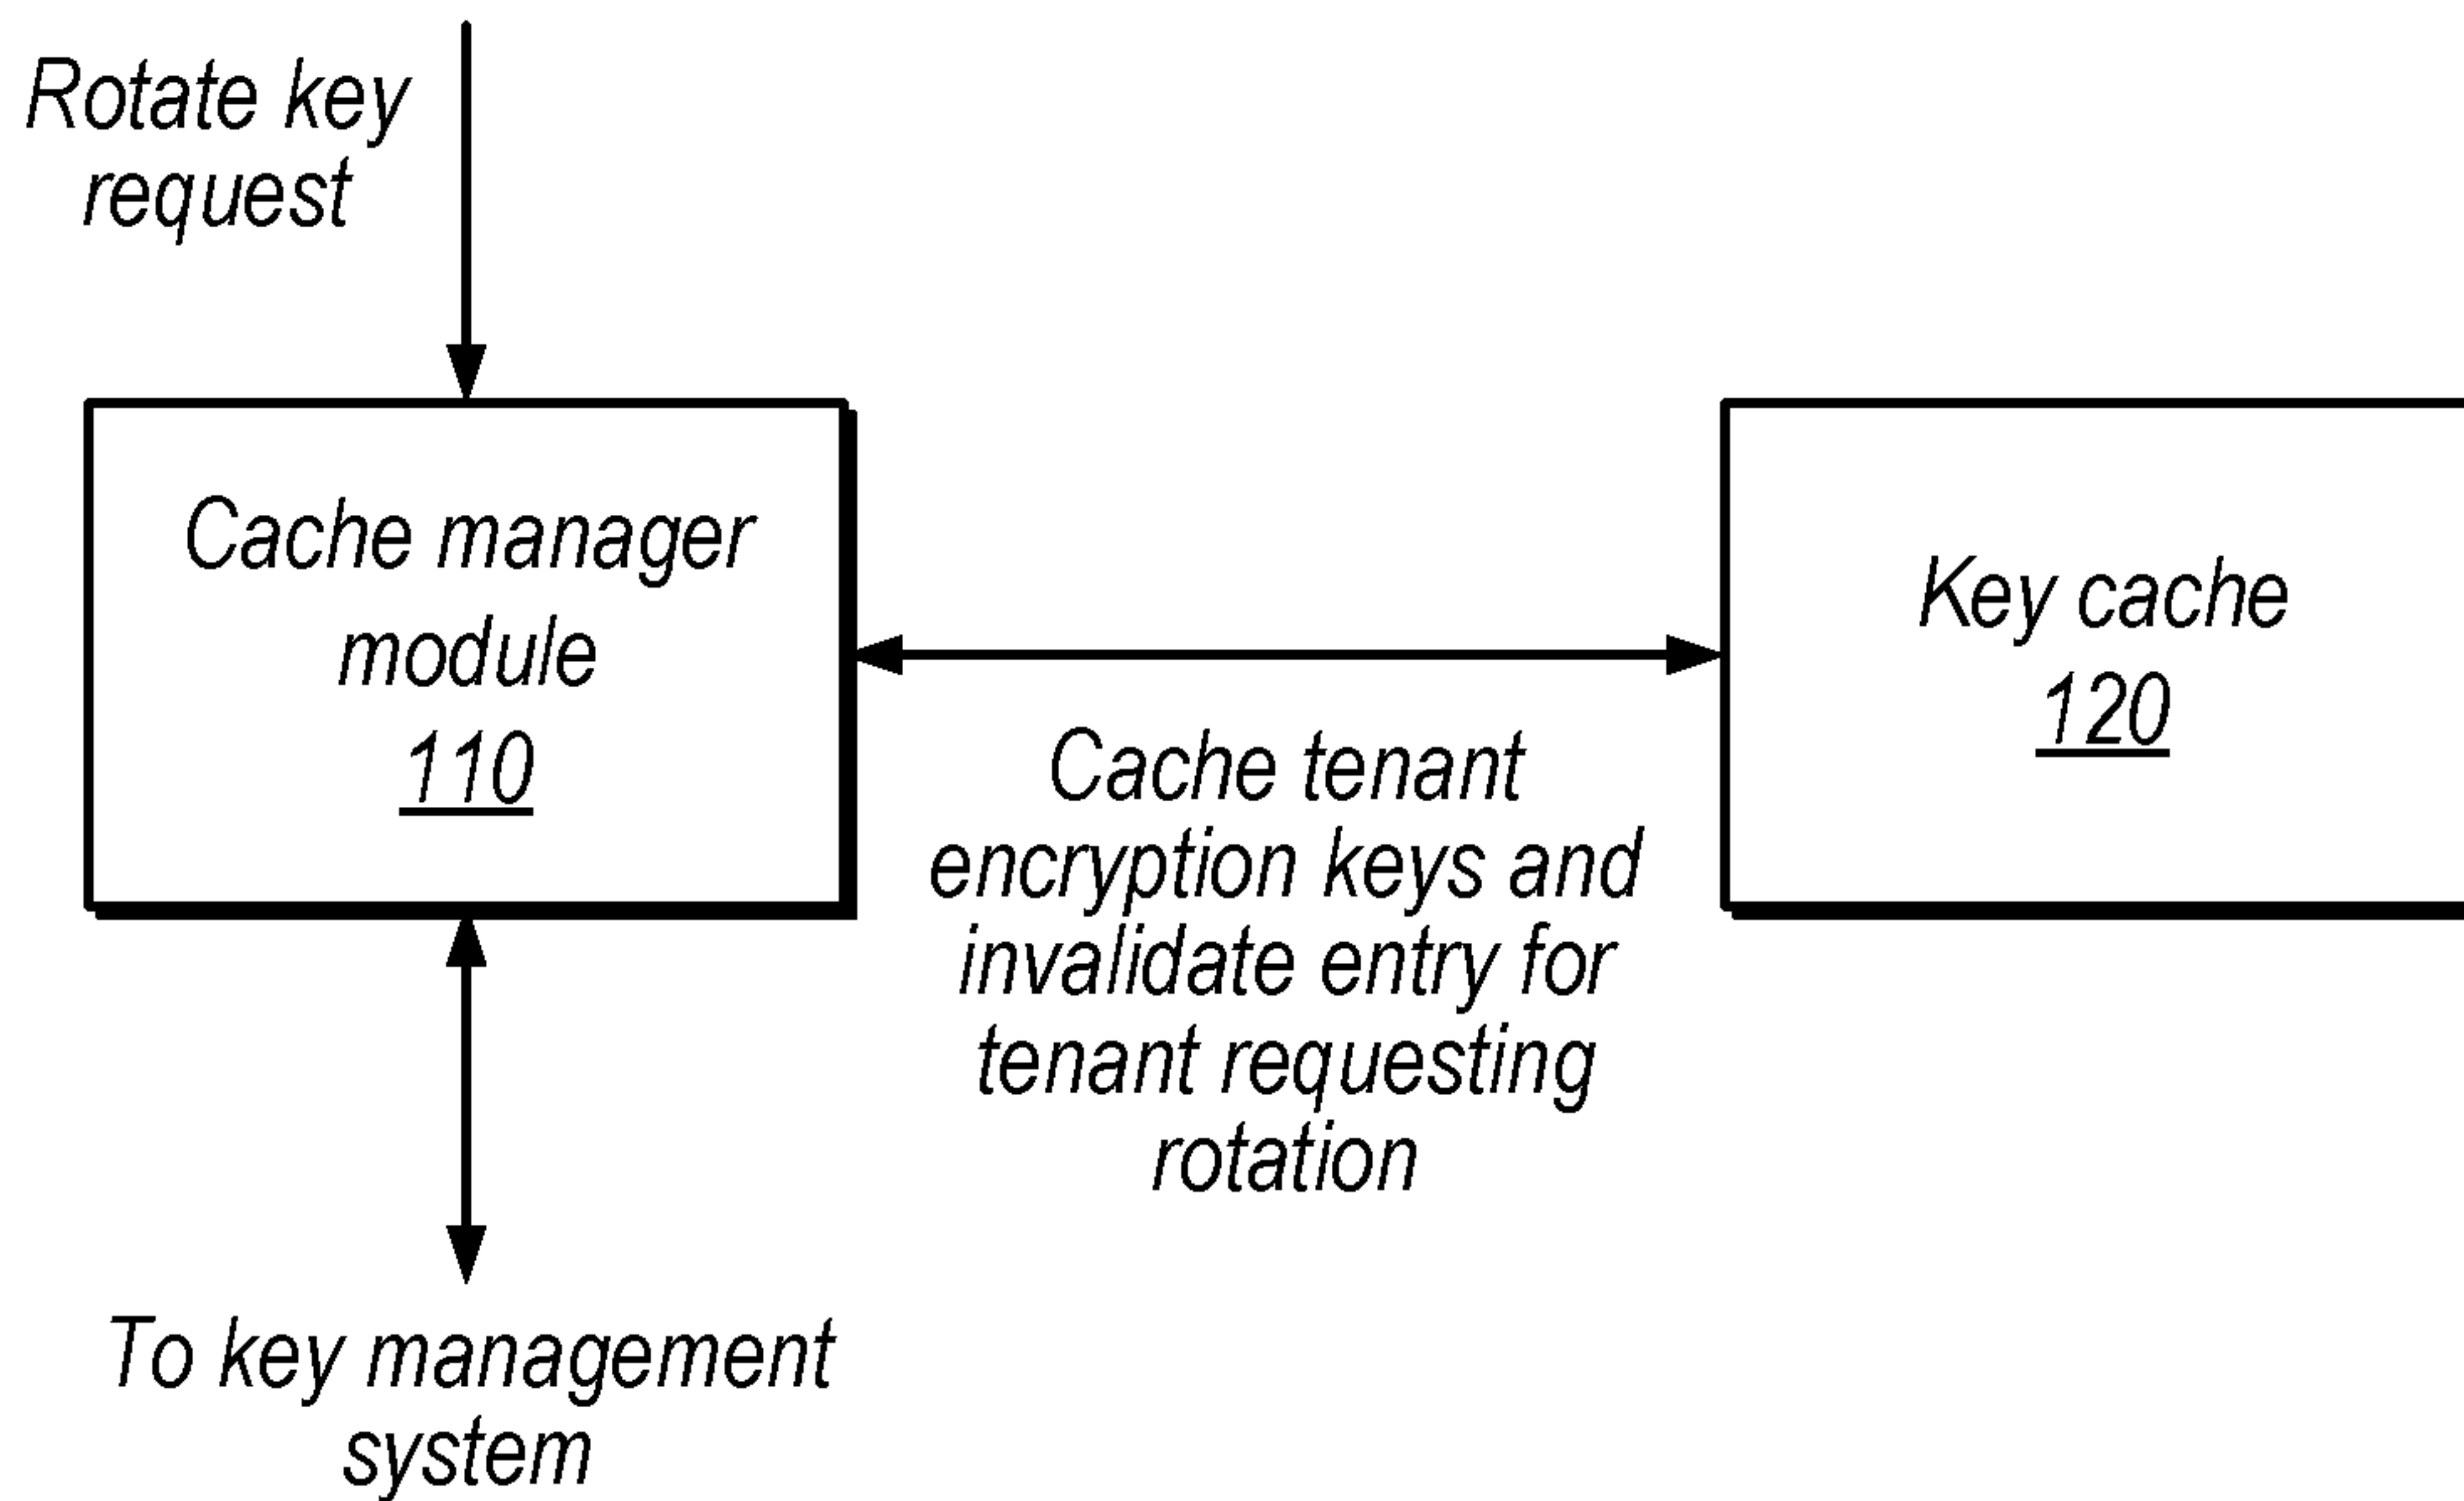 Rotate key
request
Cache manager
module
110
Key cache
120
Cache tenant
encryption keys and
invalidate entry for
tenant requesting
rotation
To key management
system